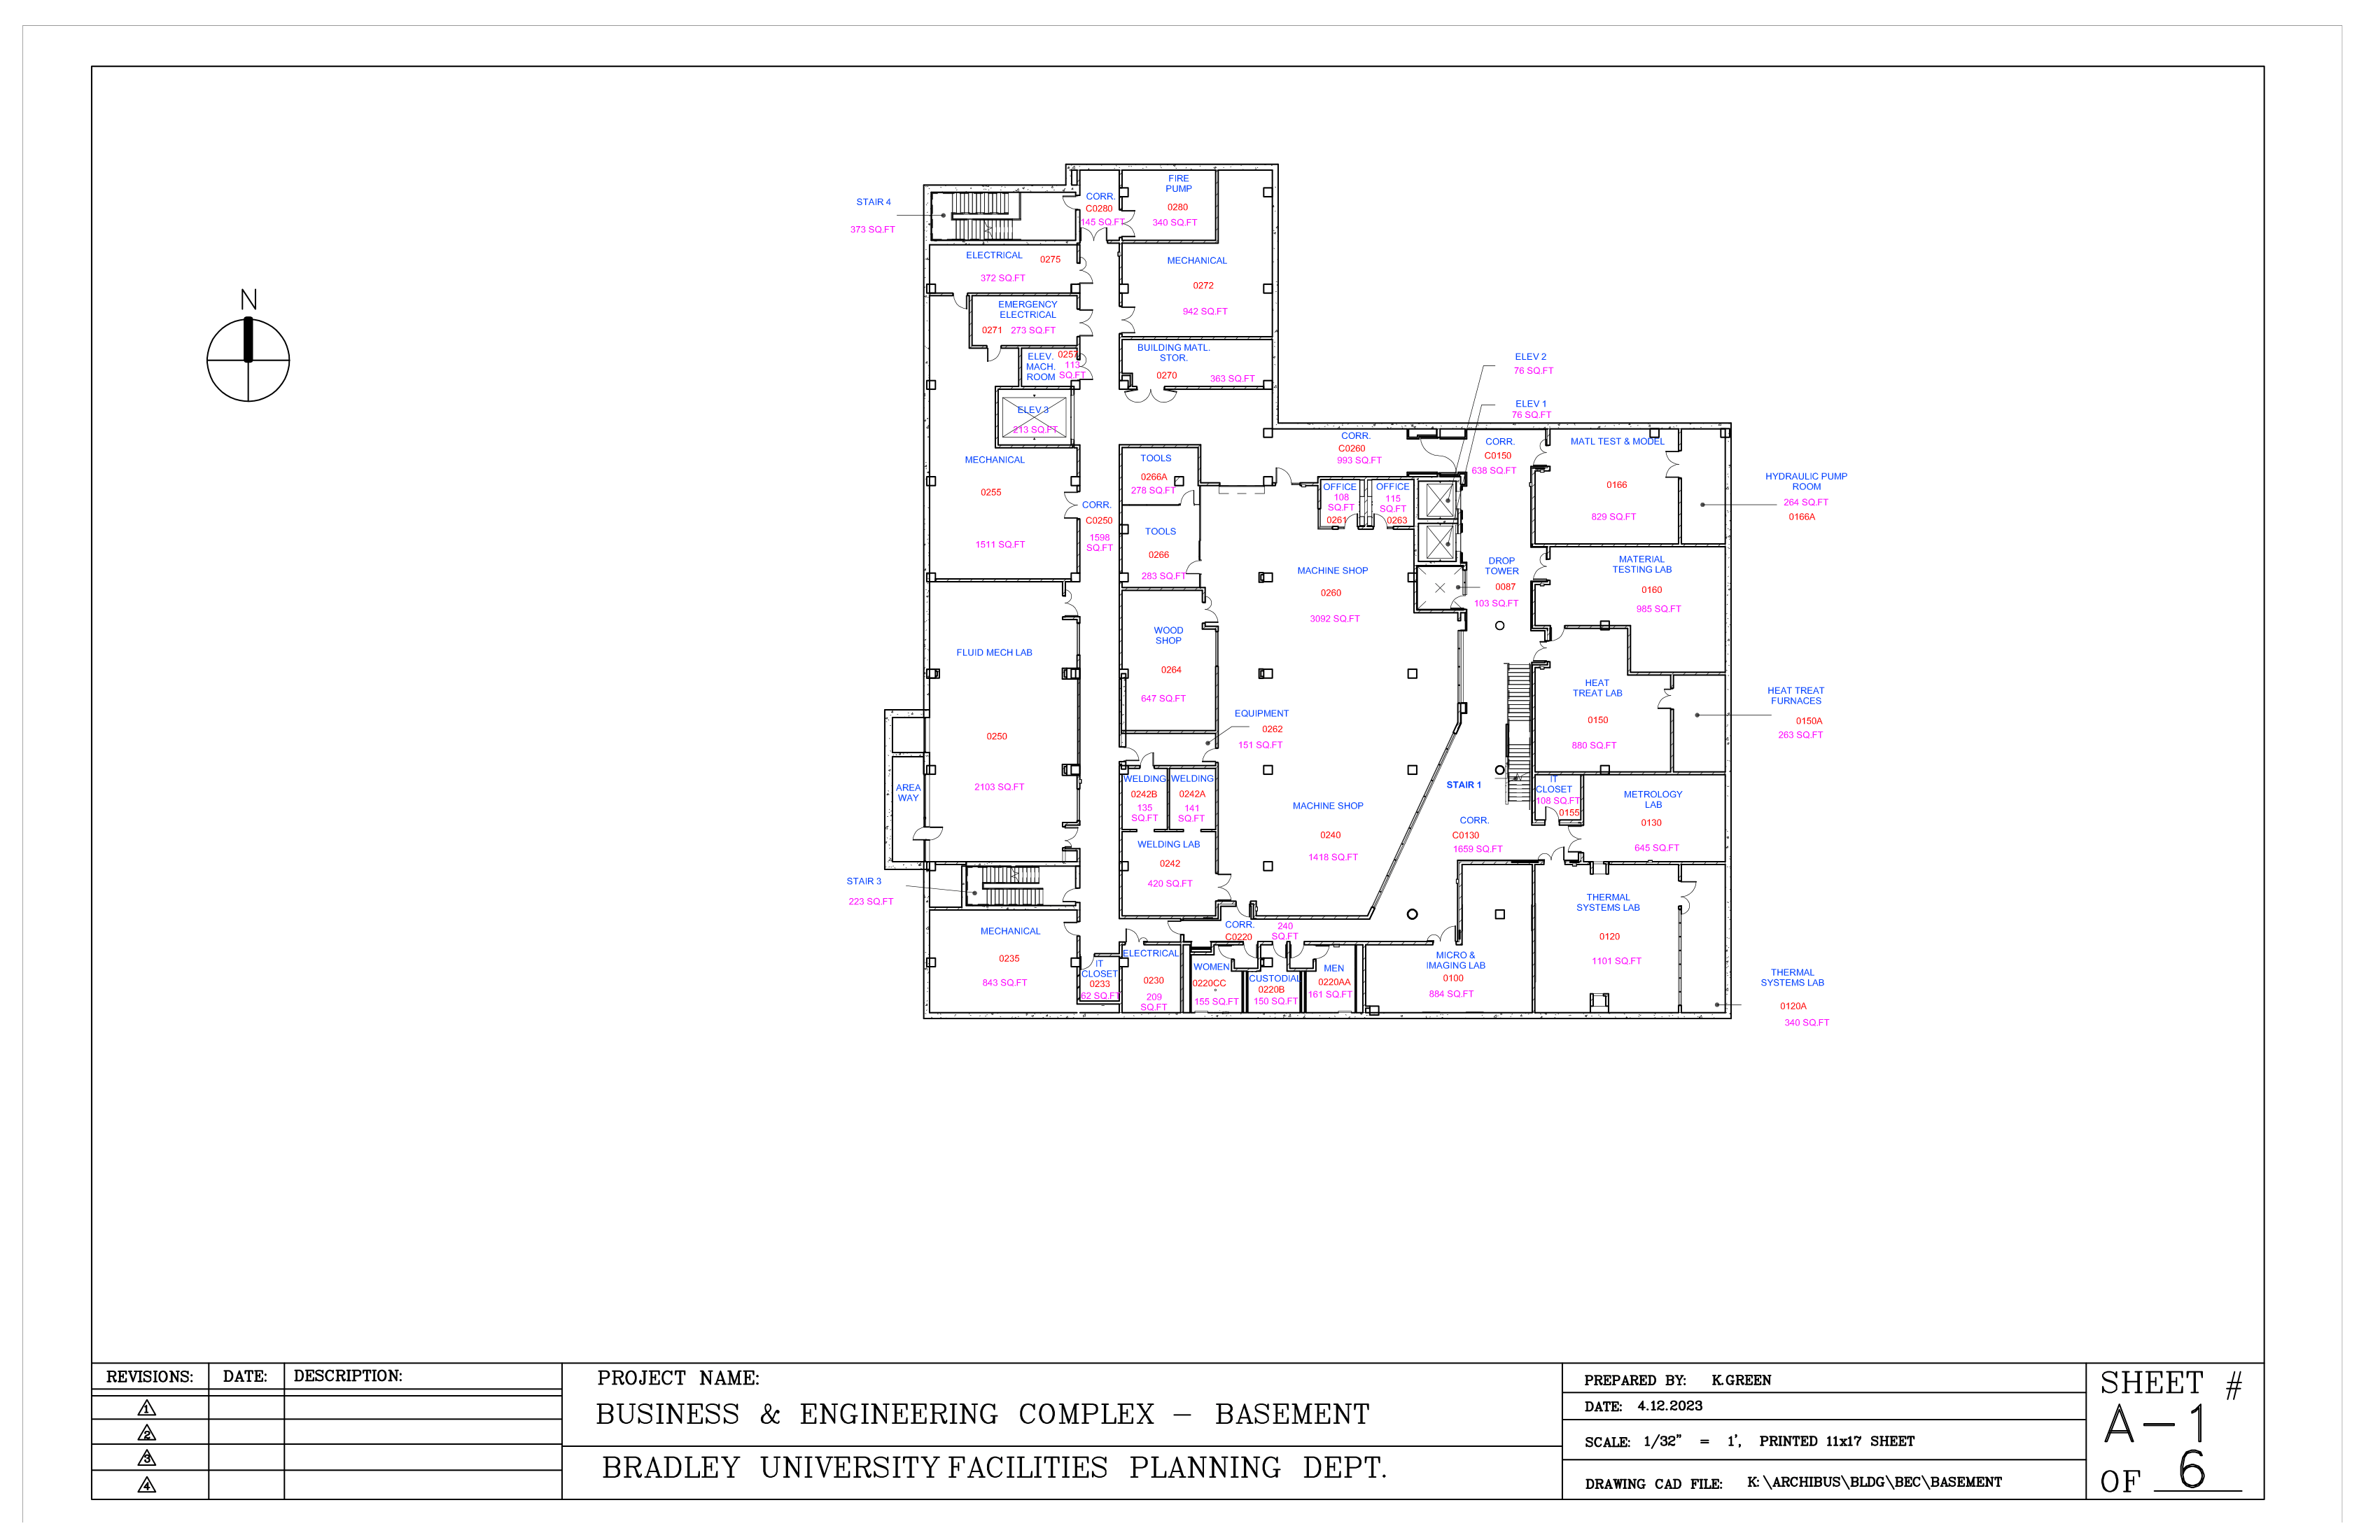 FIRE
PUMP
0280
340 SQ.FT
CORR.
C0280
145 SQ.FT
STAIR 4
373 SQ.FT
ELECTRICAL
0275
372 SQ.FT
MECHANICAL
0272
942 SQ.FT
N
EMERGENCY
ELECTRICAL
0271
273 SQ.FT
ELEV.
MACH.
ROOM
0257
113
SQ.FT
BUILDING MATL.
STOR.
0270
363 SQ.FT
ELEV 2
76 SQ.FT
ELEV 1
76 SQ.FT
ELEV 3
213 SQ.FT
CORR.
C0260
993 SQ.FT
CORR.
C0150
638 SQ.FT
MATL TEST & MODEL
0166
829 SQ.FT
HYDRAULIC PUMP
ROOM
264 SQ.FT
0166A
MECHANICAL
0255
1511 SQ.FT
TOOLS
0266A
278 SQ.FT
OFFICE
108
SQ.FT
0261
OFFICE
115
SQ.FT
0263
CORR.
C0250
1598
SQ.FT
TOOLS
0266
283 SQ.FT
MACHINE SHOP
0260
3092 SQ.FT
DROP
TOWER
0087
103 SQ.FT
MATERIAL
TESTING LAB
0160
985 SQ.FT
FLUID MECH LAB
0250
2103 SQ.FT
WOOD
SHOP
0264
647 SQ.FT
HEAT
TREAT LAB
0150
880 SQ.FT
HEAT TREAT
FURNACES
0150A
263 SQ.FT
EQUIPMENT
0262
151 SQ.FT
AREA
WAY
WELDING
0242B
135
SQ.FT
WELDING
0242A
141
SQ.FT
STAIR 1
IT
CLOSET
108 SQ.FT
0155
METROLOGY
LAB
0130
645 SQ.FT
MACHINE SHOP
0240
1418 SQ.FT
CORR.
C0130
1659 SQ.FT
WELDING LAB
0242
420 SQ.FT
STAIR 3
223 SQ.FT
THERMAL
SYSTEMS LAB
0120
1101 SQ.FT
MECHANICAL
0235
843 SQ.FT
CORR.
C0220
240
SQ.FT
IT
CLOSET
0233
62 SQ.FT
ELECTRICAL
0230
209
SQ.FT
WOMEN
0220CC
155 SQ.FT
CUSTODIAL
0220B
150 SQ.FT
MEN
0220AA
161 SQ.FT
MICRO &
IMAGING LAB
0100
884 SQ.FT
THERMAL
SYSTEMS LAB
0120A
340 SQ.FT
REVISIONS: DATE: DESCRIPTION:
1
2
3
4
PROJECT NAME:
BUSINESS & ENGINEERING COMPLEX - BASEMENT
BRADLEY UNIVERSITY FACILITIES PLANNING DEPT.
PREPARED BY: K.GREEN
DATE: 4.12.2023
SCALE: 1/32" = 1', PRINTED 11x17 SHEET
DRAWING CAD FILE: K:\ARCHIBUS\BLDG\BEC\BASEMENT
SHEET #
A-1
OF 6